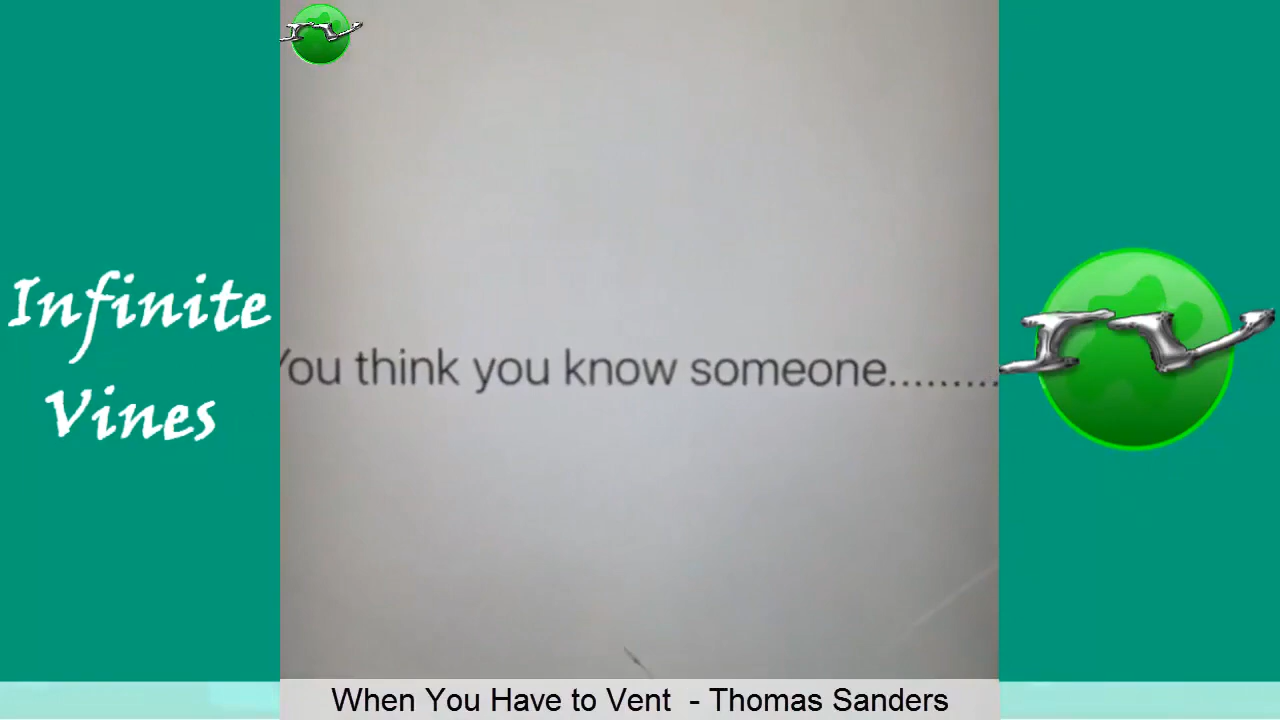 Infinite
Vines
You think you know someone.........
When You Have to Vent - Thomas Sanders